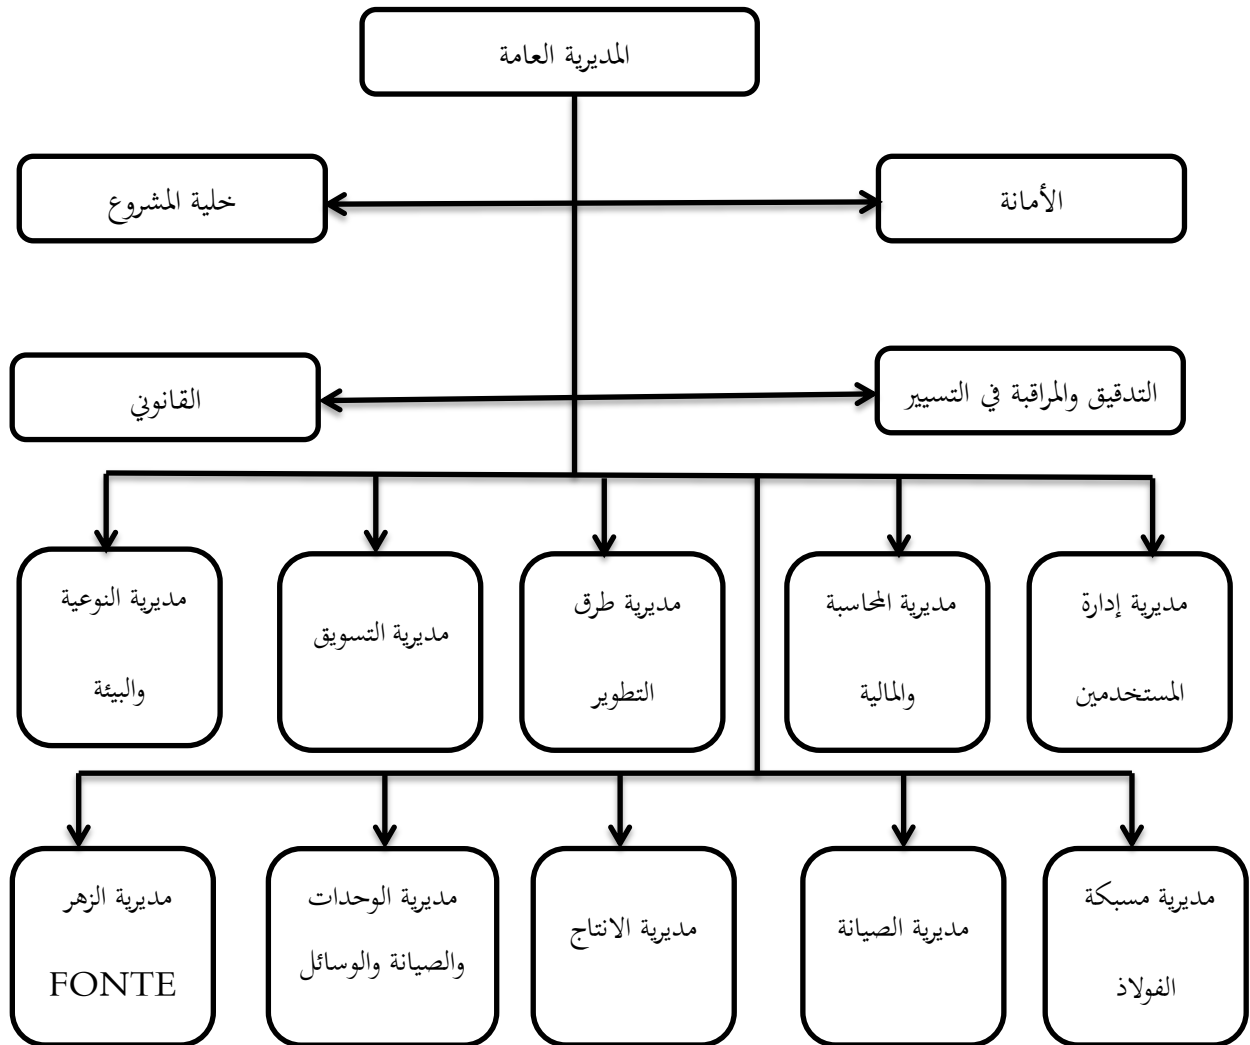 المديرية العامة
الأمانة
خلية المشروع
التدقيق والمراقبة في التسيير
القانوني
مديرية إدارة
المستخدمين
مديرية المحاسبة
والمالية
مديرية طرق
التطوير
مديرية التسويق
مديرية النوعية
والبيئة
مديرية مسبكة
الفولاذ
مديرية الصيانة
مديرية الانتاج
مديرية الوحدات
والصيانة والوسائل
مديرية الزهر
FONTE